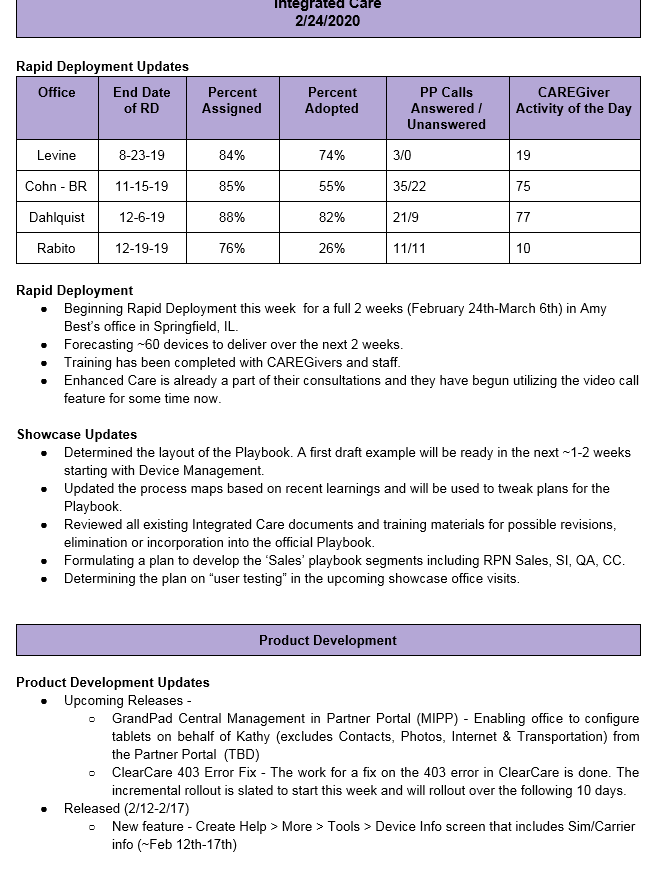 Integrated Care
2/24/2020
Rapid Deployment Updates
Office
End Date of RD
Percent Assigned
Percent Adopted
PP Calls Answered / Unanswered
CAREGiver Activity of the Day
Levine 8-23-19 84% 74% 3/0 19
Cohn - BR 11-15-19 85% 55% 35/22 75
Dahlquist 12-6-19 88% 82% 21/9 77
Rabito 12-19-19 76% 26% 11/11 10
Rapid Deployment
● Beginning Rapid Deployment this week for a full 2 weeks (February 24th-March 6th) in Amy
Best's office in Springfield, IL.
● Forecasting ~60 devices to deliver over the next 2 weeks.
● Training has been completed with CAREGivers and staff.
● Enhanced Care is already a part of their consultations and they have begun utilizing the video call
feature for some time now.
Showcase Updates
● Determined the layout of the Playbook. A first draft example will be ready in the next ~1-2 weeks
starting with Device Management.
● Updated the process maps based on recent learnings and will be used to tweak plans for the
Playbook.
● Reviewed all existing Integrated Care documents and training materials for possible revisions,
elimination or incorporation into the official Playbook.
● Formulating a plan to develop the ‘Sales’ playbook segments including RPN Sales, SI, QA, CC.
● Determining the plan on “user testing” in the upcoming showcase office visits.
Product Development
Product Development Updates
● Upcoming Releases -
○ GrandPad Central Management in Partner Portal (MIPP) - Enabling office to configure
tablets on behalf of Kathy (excludes Contacts, Photos, Internet & Transportation) from
the Partner Portal (TBD)
○ ClearCare 403 Error Fix - The work for a fix on the 403 error in ClearCare is done. The
incremental rollout is slated to start this week and will rollout over the following 10 days.
● Released (2/12-2/17)
○ New feature - Create Help > More > Tools > Device Info screen that includes Sim/Carrier
info (~Feb 12th-17th)